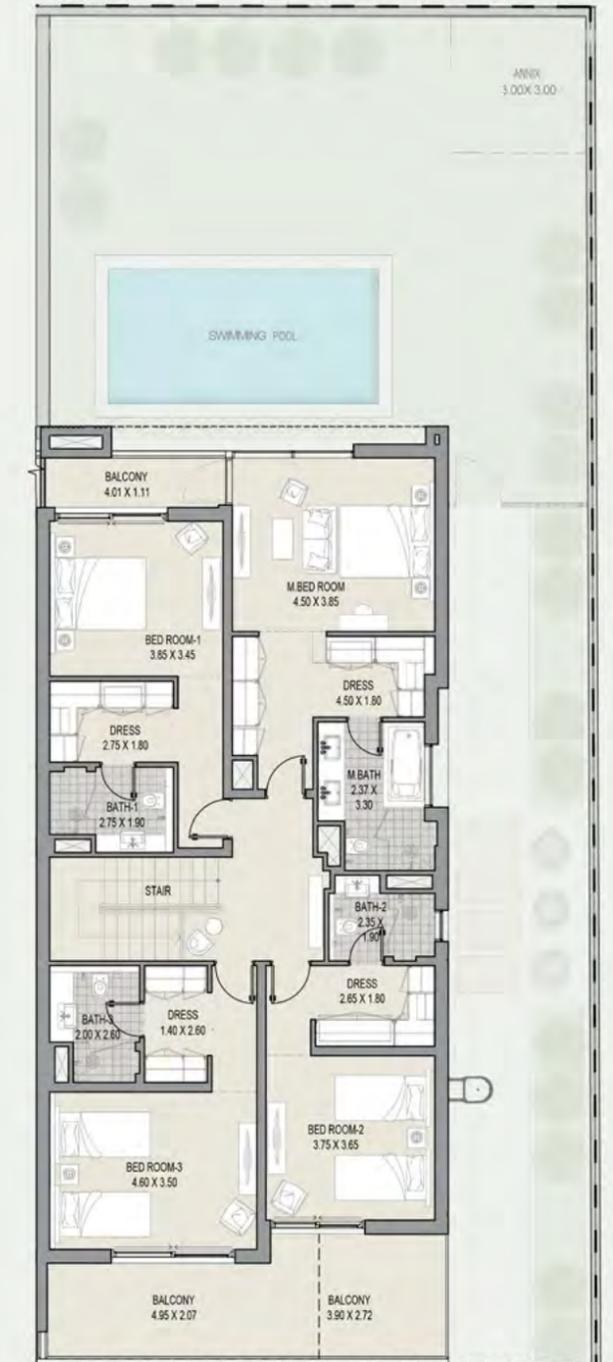 ANNIX
3.00X 3.00
SWIMMING POOL
BALCONY
4.01 X 1.11
M.BED ROOM
4.50 X 3.85
BED ROOM-1
3.85 X 3.45
DRESS
4.50 X 1.80
DRESS
2.75 X 1.80
M.BATH
2.37 X
3.30
BATH-1
2.75 X 1.90
STAIR
BATH-2
2.35 X
1.90
DRESS
2.65 X 1.80
BATH-3
2.00 X 2.60
DRESS
1.40 X 2.60
BED ROOM-2
3.75 X 3.65
BED ROOM-3
4.60 X 3.50
BALCONY
4.95 X 2.07
BALCONY
3.90 X 2.72